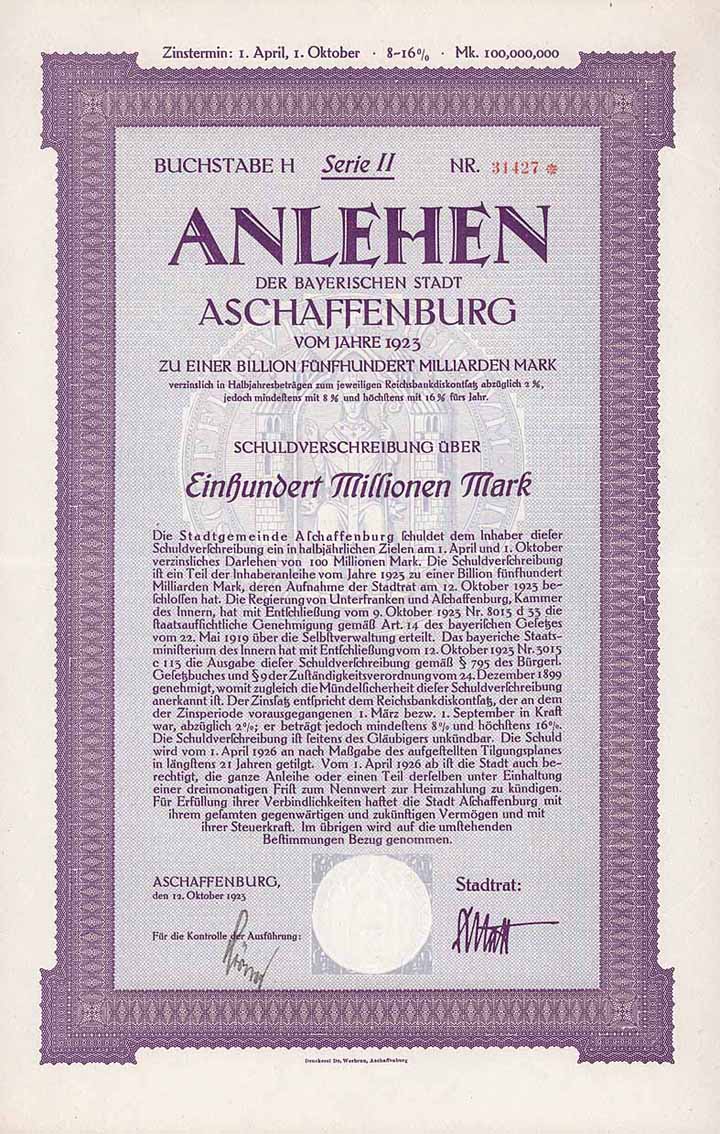 Zinstermin: 1. April, 1. Oktober · 8-16% · Mk. 100,000,000
BUCHSTABE H Serie II NR. 31427 *
ANLEHEN
DER BAYERISCHEN STADT
ASCHAFFENBURG
VOM JAHRE 1923
ZU EINER BILLION FÜNFHUNDERT MILLIARDEN MARK
verzinslich in Halbjahresbeträgen zum jeweiligen Reichsbankdiskontſatz abzüglich 2%,
jedoch mindeſtens mit 8% und höchſtens mit 16% fürs Jahr.
SCHULDVERSCHREIBUNG ÜBER
Einhundert Millionen Mark
Die Stadtgemeinde Aſchaffenburg ſchuldet dem Inhaber dieſer
Schuldverſchreibung ein in halbjährlichen Zielen am 1. April und 1. Oktober
verzinsliches Darlehen von 100 Millionen Mark. Die Schuldverſchreibung
iſt ein Teil der Inhaberanleihe vom Jahre 1923 zu einer Billion fünfhundert
Milliarden Mark, deren Aufnahme der Stadtrat am 12. Oktober 1923 be-
ſchloſſen hat. Die Regierung von Unterfranken und Aſchaffenburg, Kammer
des Innern, hat mit Entſchließung vom 9. Oktober 1923 Nr. 8013 d 33 die
ſtaatsaufſichtliche Genehmigung gemäß Art. 14 des bayeriſchen Geſetzes
vom 22. Mai 1919 über die Selbſtverwaltung erteilt. Das bayeriche Staats-
miniſterium des Innern hat mit Entſchließung vom 12. Oktober 1923 Nr. 3015
c 113 die Ausgabe dieſer Schuldverſchreibung gemäß § 795 des Bürgerl.
Geſetzbuches und § 9 der Zuſtändigkeitsverordnung vom 24. Dezember 1899
genehmigt, womit zugleich die Mündelſicherheit dieſer Schuldverſchreibung
anerkannt iſt. Der Zinsſatz entſpricht dem Reichsbankdiskontſatz, der an dem
der Zinsperiode vorausgegangenen 1. März bezw. 1. September in Kraft
war, abzüglich 2%; er beträgt jedoch mindeſtens 8% und höchſtens 16%.
Die Schuldverſchreibung iſt ſeitens des Gläubigers unkündbar. Die Schuld
wird vom 1. April 1926 an nach Maßgabe des aufgeſtellten Tilgungsplanes
in längſtens 21 Jahren getilgt. Vom 1. April 1926 ab iſt die Stadt auch be-
rechtigt, die ganze Anleihe oder einen Teil derſelben unter Einhaltung
einer dreimonatigen Friſt zum Nennwert zur Heimzahlung zu kündigen.
Für Erfüllung ihrer Verbindlichkeiten haftet die Stadt Aſchaffenburg mit
ihrem geſamten gegenwärtigen und zukünftigen Vermögen und mit
ihrer Steuerkraft. Im übrigen wird auf die umſtehenden
Beſtimmungen Bezug genommen.
ASCHAFFENBURG,
den 12. Oktober 1923
Stadtrat:
Für die Kontrolle der Ausführung:
Druckerei Dr. Werbrun, Aschaffenburg